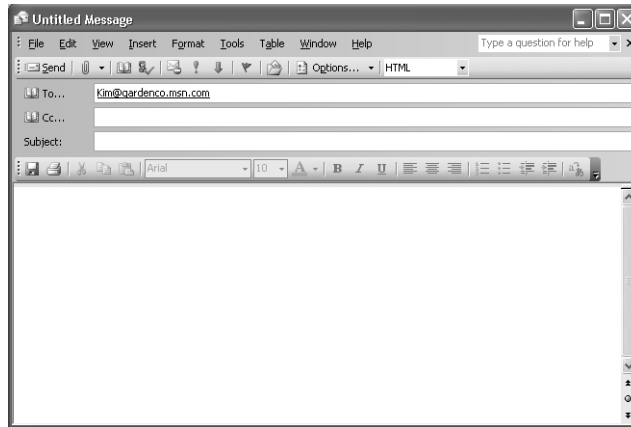 Untitled Message
File Edit View Insert Format Tools Table Window Help Type a question for help
Send Options... HTML
To... Kim@gardenco.msn.com
Cc...
Subject:
Arial 10 A B I U